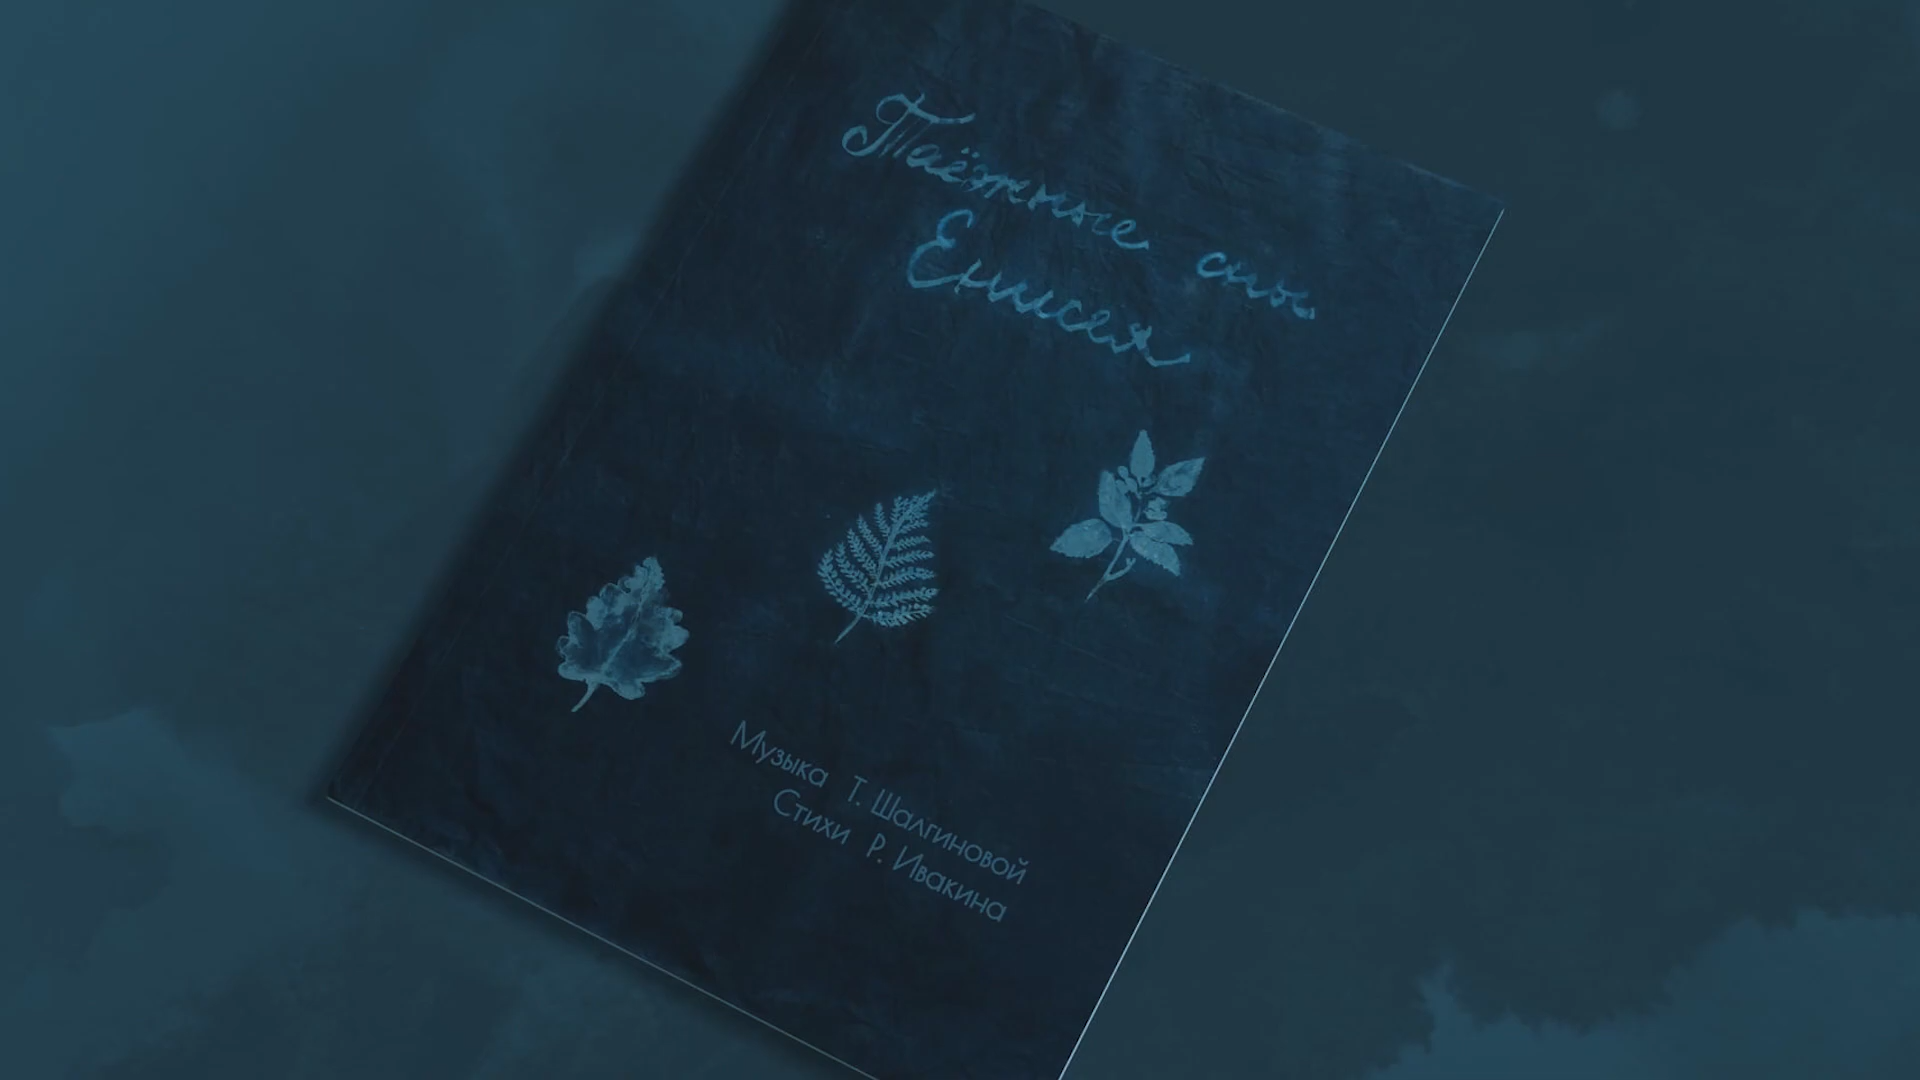 Таёжные сны
Енисея
Музыка Т. Шалгиновой
Стихи Р. Ивакина